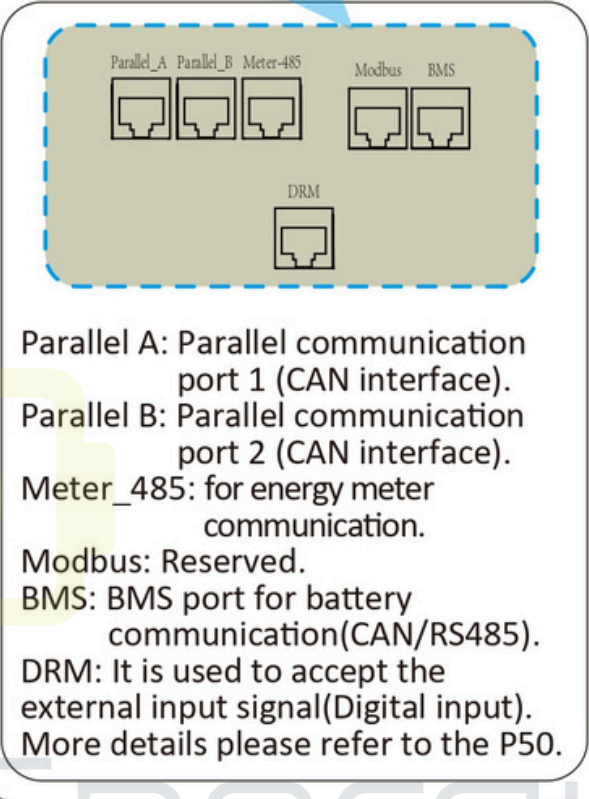 Parallel_A Parallel_B Meter-485
Modbus BMS
DRM
Parallel A: Parallel communication
port 1 (CAN interface).
Parallel B: Parallel communication
port 2 (CAN interface).
Meter_485: for energy meter
communication.
Modbus: Reserved.
BMS: BMS port for battery
communication(CAN/RS485).
DRM: It is used to accept the
external input signal(Digital input).
More details please refer to the P50.